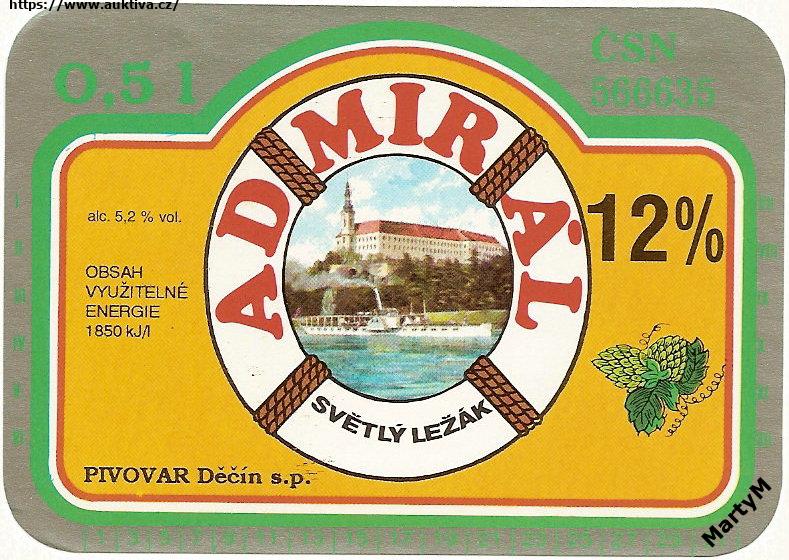 https://www.auktiva.cz/
0,5 l
ČSN
566635
ADMIRÁL
alc. 5,2 % vol.
12%
OBSAH
VYUŽITELNÉ
ENERGIE
1850 kJ/l
SVĚTLÝ LEŽÁK
PIVOVAR Děčín s.p.
MartyM